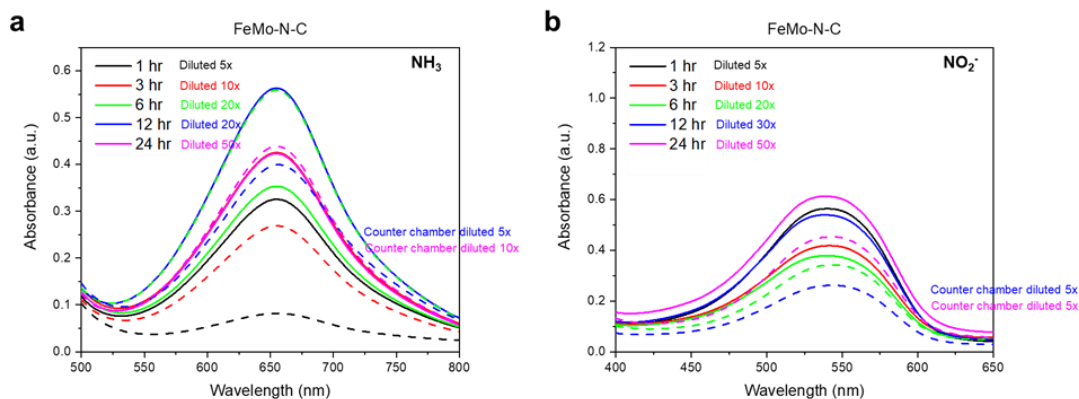 a
FeMo-N-C
NH₃
1 hr Diluted 5x
3 hr Diluted 10x
6 hr Diluted 20x
12 hr Diluted 20x
24 hr Diluted 50x
Counter chamber diluted 5x
Counter chamber diluted 10x
Absorbance (a.u.)
0.6
0.5
0.4
0.3
0.2
0.1
0.0
500 550 600 650 700 750 800
Wavelength (nm)
b
FeMo-N-C
NO₂⁻
1 hr Diluted 5x
3 hr Diluted 10x
6 hr Diluted 20x
12 hr Diluted 30x
24 hr Diluted 50x
Counter chamber diluted 5x
Counter chamber diluted 5x
Absorbance (a.u.)
1.2
1.0
0.8
0.6
0.4
0.2
0.0
400 450 500 550 600 650
Wavelength (nm)